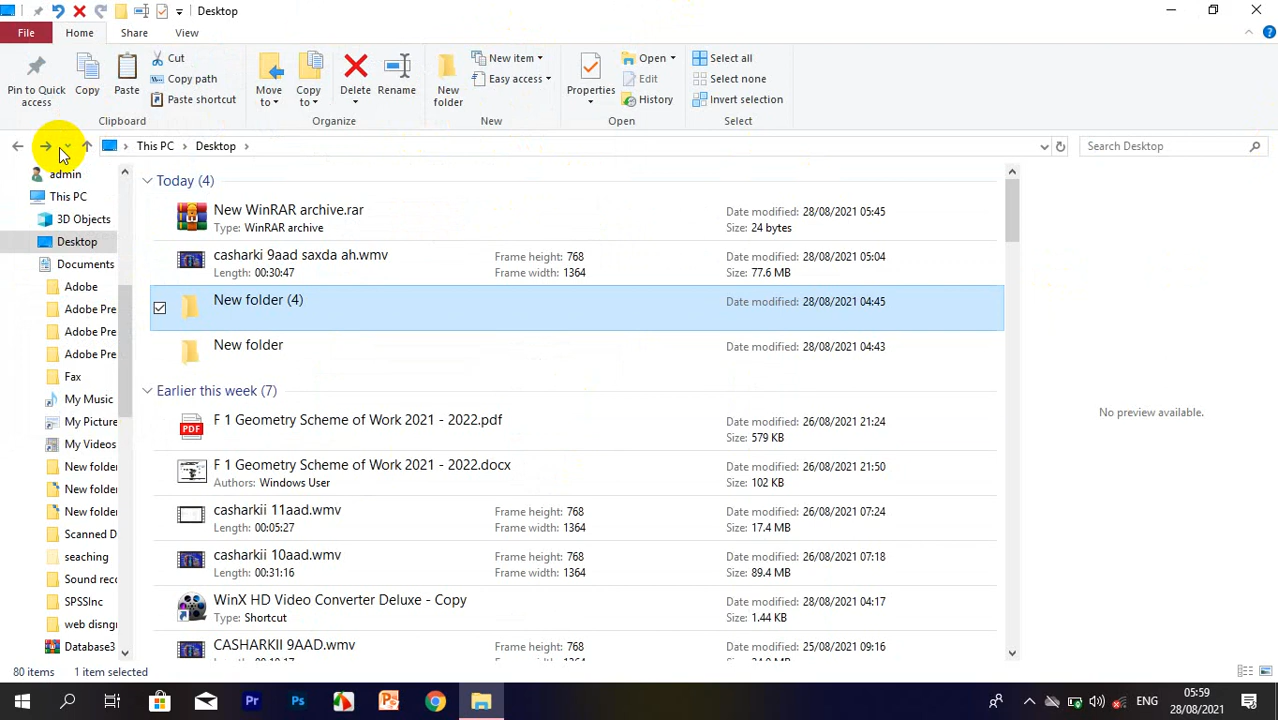 Desktop
File Home Share View
Pin to Quick access
Copy
Paste
Cut
Copy path
Paste shortcut
Clipboard
Move to
Copy to
Delete
Rename
Organize
New folder
New item
Easy access
New
Properties
Open
Edit
History
Open
Select all
Select none
Invert selection
Select
This PC Desktop
Search Desktop
admin
This PC
3D Objects
Desktop
Documents
Adobe
Adobe Pre
Adobe Pre
Adobe Pre
Fax
My Music
My Picture
My Videos
New folder
New folde
New folde
Scanned D
seaching
Sound reco
SPSSInc
web disngr
Database3
Today (4)
New WinRAR archive.rar
Type: WinRAR archive
Date modified: 28/08/2021 05:45
Size: 24 bytes
casharki 9aad saxda ah.wmv
Length: 00:30:47
Frame height: 768
Frame width: 1364
Date modified: 28/08/2021 05:04
Size: 77.6 MB
New folder (4)
Date modified: 28/08/2021 04:45
New folder
Date modified: 28/08/2021 04:43
Earlier this week (7)
F 1 Geometry Scheme of Work 2021 - 2022.pdf
Date modified: 26/08/2021 21:24
Size: 579 KB
F 1 Geometry Scheme of Work 2021 - 2022.docx
Authors: Windows User
Date modified: 26/08/2021 21:50
Size: 102 KB
casharkii 11aad.wmv
Length: 00:05:27
Frame height: 768
Frame width: 1364
Date modified: 26/08/2021 07:24
Size: 17.4 MB
casharkii 10aad.wmv
Length: 00:31:16
Frame height: 768
Frame width: 1364
Date modified: 26/08/2021 07:18
Size: 89.4 MB
WinX HD Video Converter Deluxe - Copy
Type: Shortcut
Date modified: 28/08/2021 04:17
Size: 1.44 KB
CASHARKII 9AAD.wmv
Frame height: 768
Date modified: 25/08/2021 09:16
No preview available.
80 items 1 item selected
ENG
05:59
28/08/2021